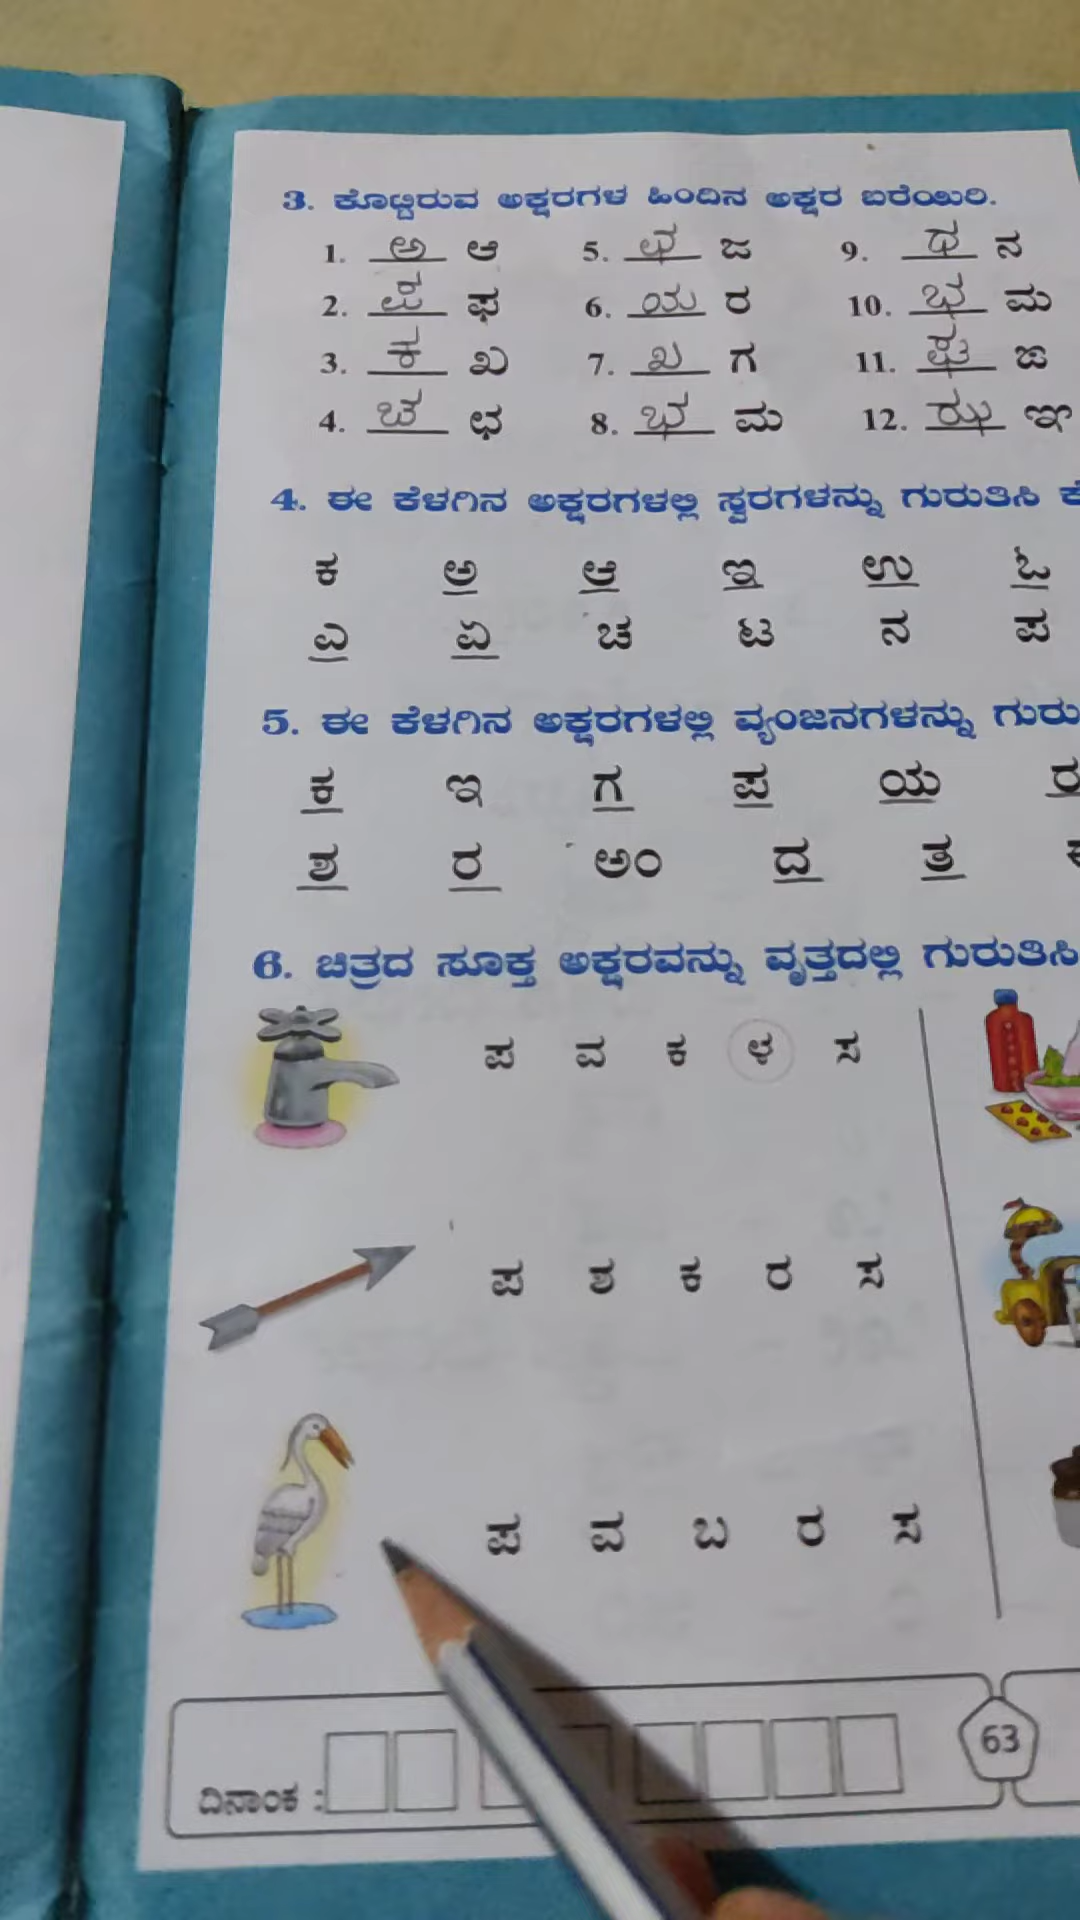 3. ಕೊಟ್ಟಿರುವ ಅಕ್ಷರಗಳ ಹಿಂದಿನ ಅಕ್ಷರ ಬರೆಯಿರಿ.
1. ಅ ಆ 5. ಛ ಜ 9. ಧ ನ
2. ಪ ಫ 6. ಯ ರ 10. ಭ ಮ
3. ಕ ಖ 7. ಖ ಗ 11. ಘ ಙ
4. ಚ ಛ 8. ಭ ಮ 12. ಝ ಞ
4. ಈ ಕೆಳಗಿನ ಅಕ್ಷರಗಳಲ್ಲಿ ಸ್ವರಗಳನ್ನು ಗುರುತಿಸಿ
ಕ ಅ ಆ ಇ ಉ ಓ
ಎ ಏ ಚ ಟ ನ ಪ
5. ಈ ಕೆಳಗಿನ ಅಕ್ಷರಗಳಲ್ಲಿ ವ್ಯಂಜನಗಳನ್ನು ಗುರು
ಕ ಇ ಗ ಪ ಯ ರ
ಶ ರ ಅಂ ದ ಶ
6. ಚಿತ್ರದ ಸೂಕ್ತ ಅಕ್ಷರವನ್ನು ವೃತ್ತದಲ್ಲಿ ಗುರುತಿಸಿ
ಪ ವ ಕ ಳ ಸ
ಪ ಶ ಕ ರ ಸ
ಪ ವ ಬ ರ ಸ
ದಿನಾಂಕ :
63